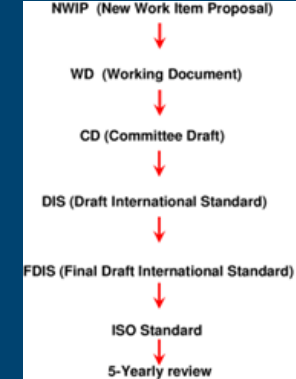 NWIP (New Work Item Proposal)
WD (Working Document)
CD (Committee Draft)
DIS (Draft International Standard)
FDIS (Final Draft International Standard)
ISO Standard
5-Yearly review